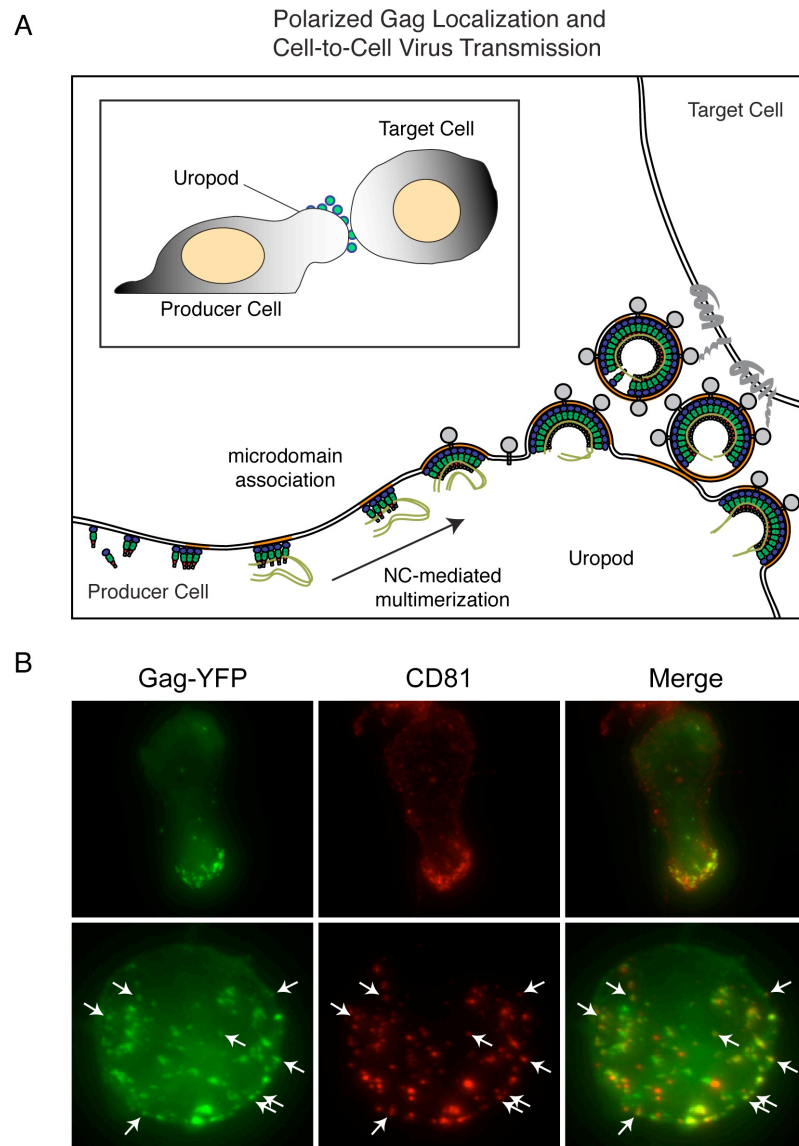 A
Polarized Gag Localization and
Cell-to-Cell Virus Transmission
Target Cell
Target Cell
Uropod
Producer Cell
microdomain
association
Uropod
NC-mediated
multimerization
Producer Cell
B
Gag-YFP
CD81
Merge